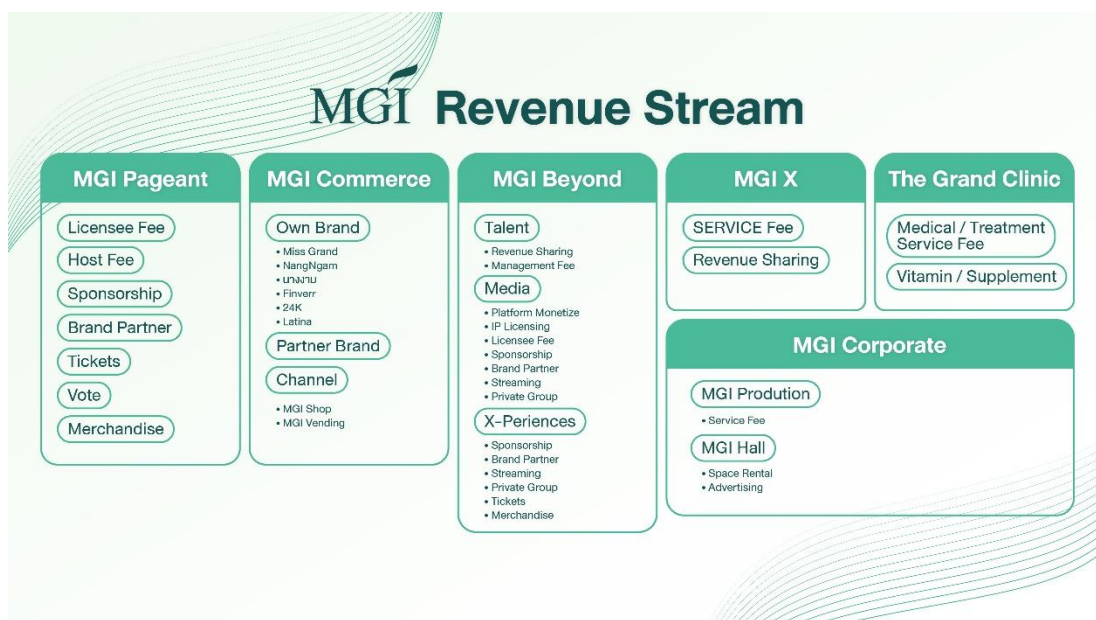 MGI Revenue Stream
MGI Pageant
Licensee Fee
Host Fee
Sponsorship
Brand Partner
Tickets
Vote
Merchandise
MGI Commerce
Own Brand
• Miss Grand
• NangNgam
• นางงาม
• Finverr
• 24K
• Latina
Partner Brand
Channel
• MGI Shop
• MGI Vending
MGI Beyond
Talent
• Revenue Sharing
• Management Fee
Media
• Platform Monetize
• IP Licensing
• Licensee Fee
• Sponsorship
• Brand Partner
• Streaming
• Private Group
X-Periences
• Sponsorship
• Brand Partner
• Streaming
• Private Group
• Tickets
• Merchandise
MGI X
SERVICE Fee
Revenue Sharing
The Grand Clinic
Medical / Treatment
Service Fee
Vitamin / Supplement
MGI Corporate
MGI Prodution
• Service Fee
MGI Hall
• Space Rental
• Advertising